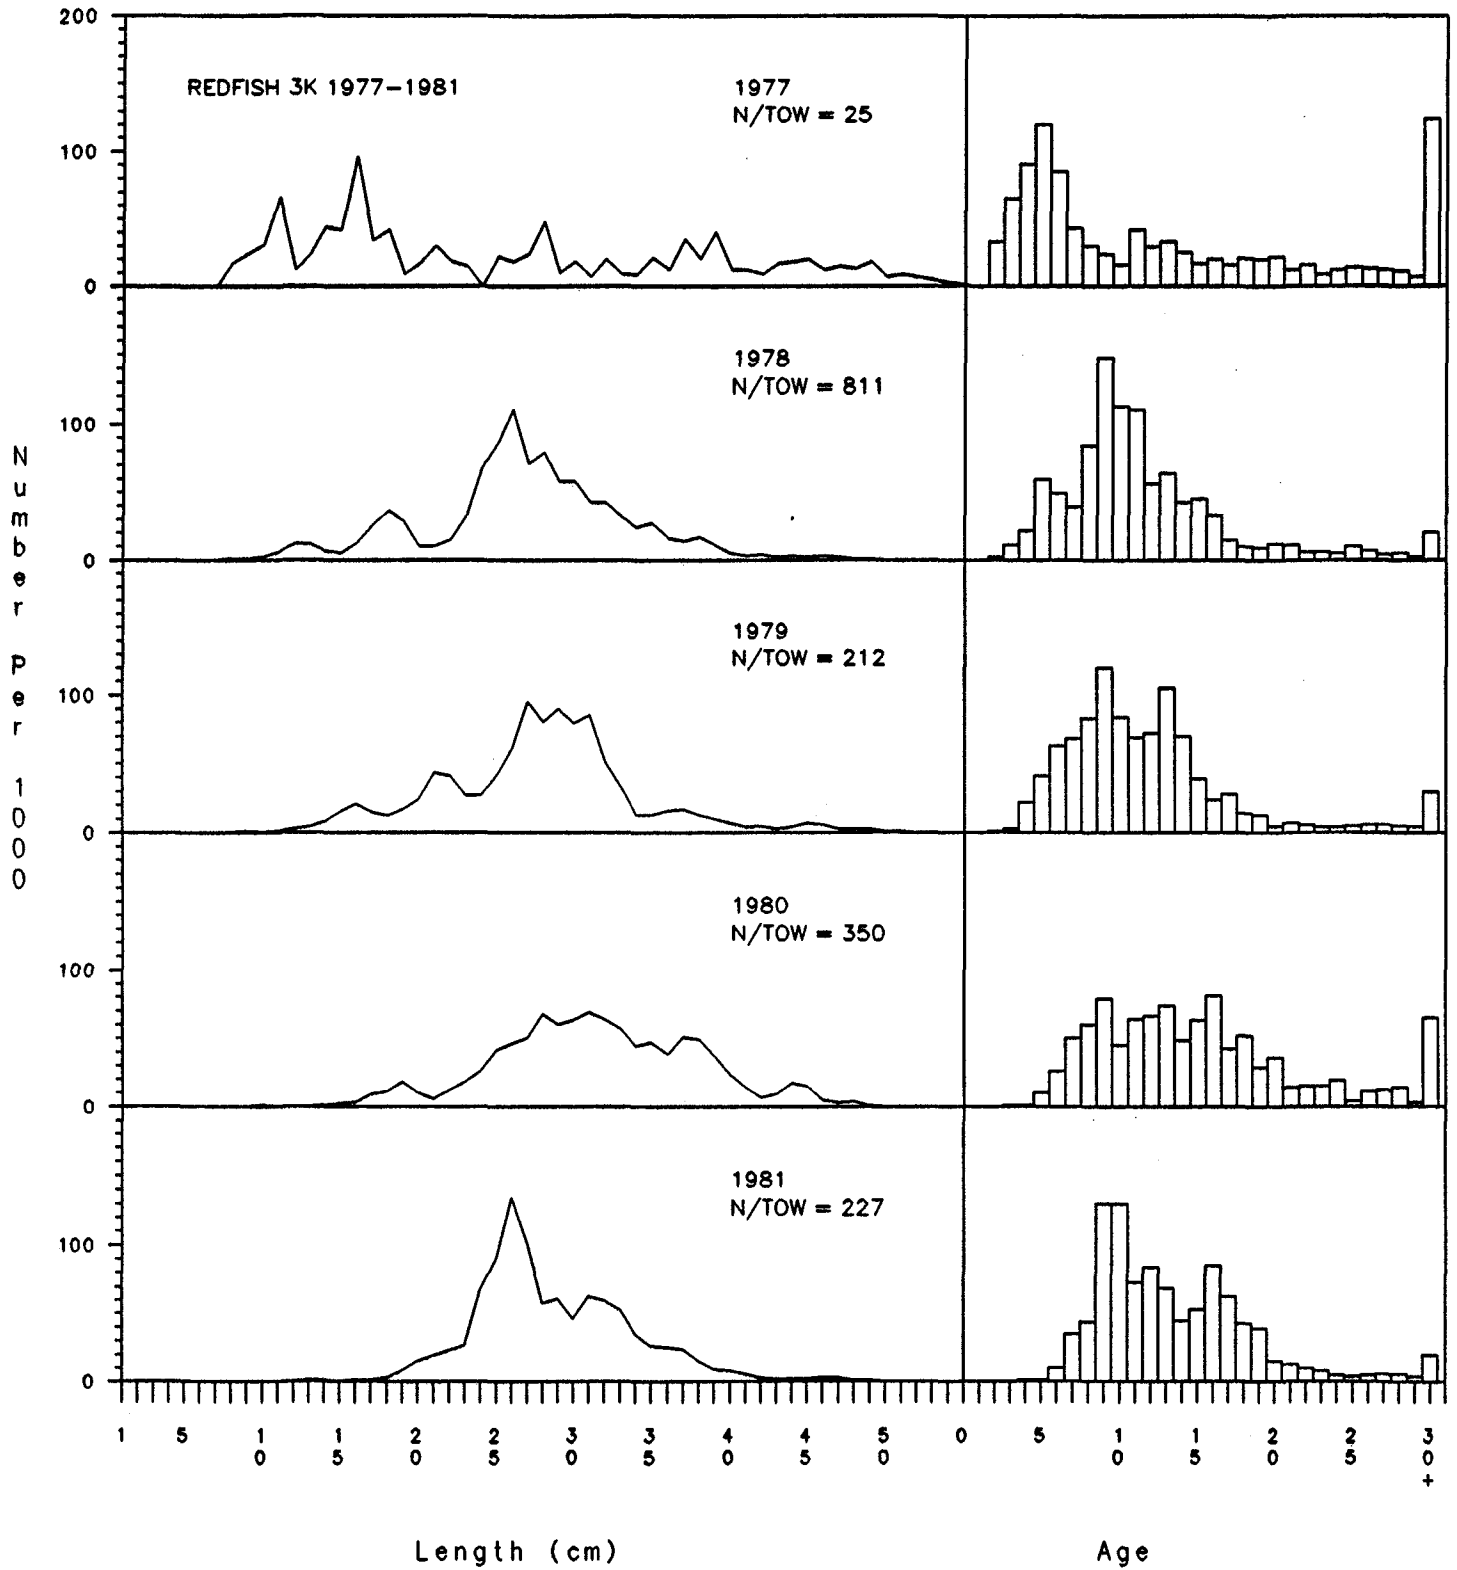 200
REDFISH 3K 1977-1981
1977
N/TOW = 25
100
0
1978
N/TOW = 811
100
0
1979
N/TOW = 212
100
0
1980
N/TOW = 350
100
0
1981
N/TOW = 227
100
0
Number Per 1000
1 5 10 15 20 25 30 35 40 45 50 0 5 10 15 20 25 30+
Length (cm) Age